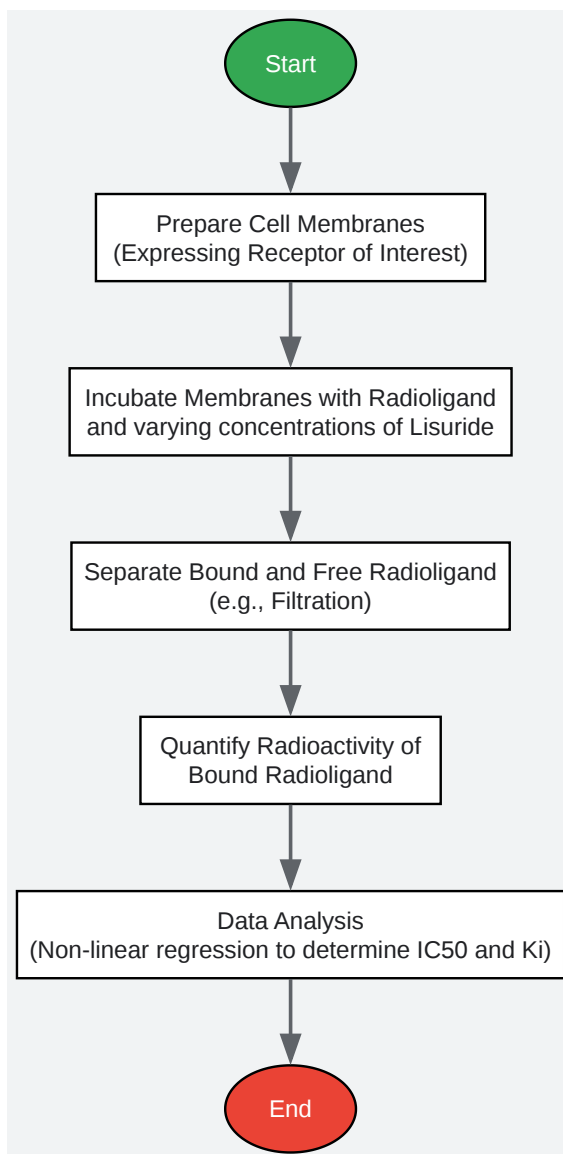 Start
Prepare Cell Membranes
(Expressing Receptor of Interest)
Incubate Membranes with Radioligand
and varying concentrations of Lisuride
Separate Bound and Free Radioligand
(e.g., Filtration)
Quantify Radioactivity of
Bound Radioligand
Data Analysis
(Non-linear regression to determine IC50 and Ki)
End